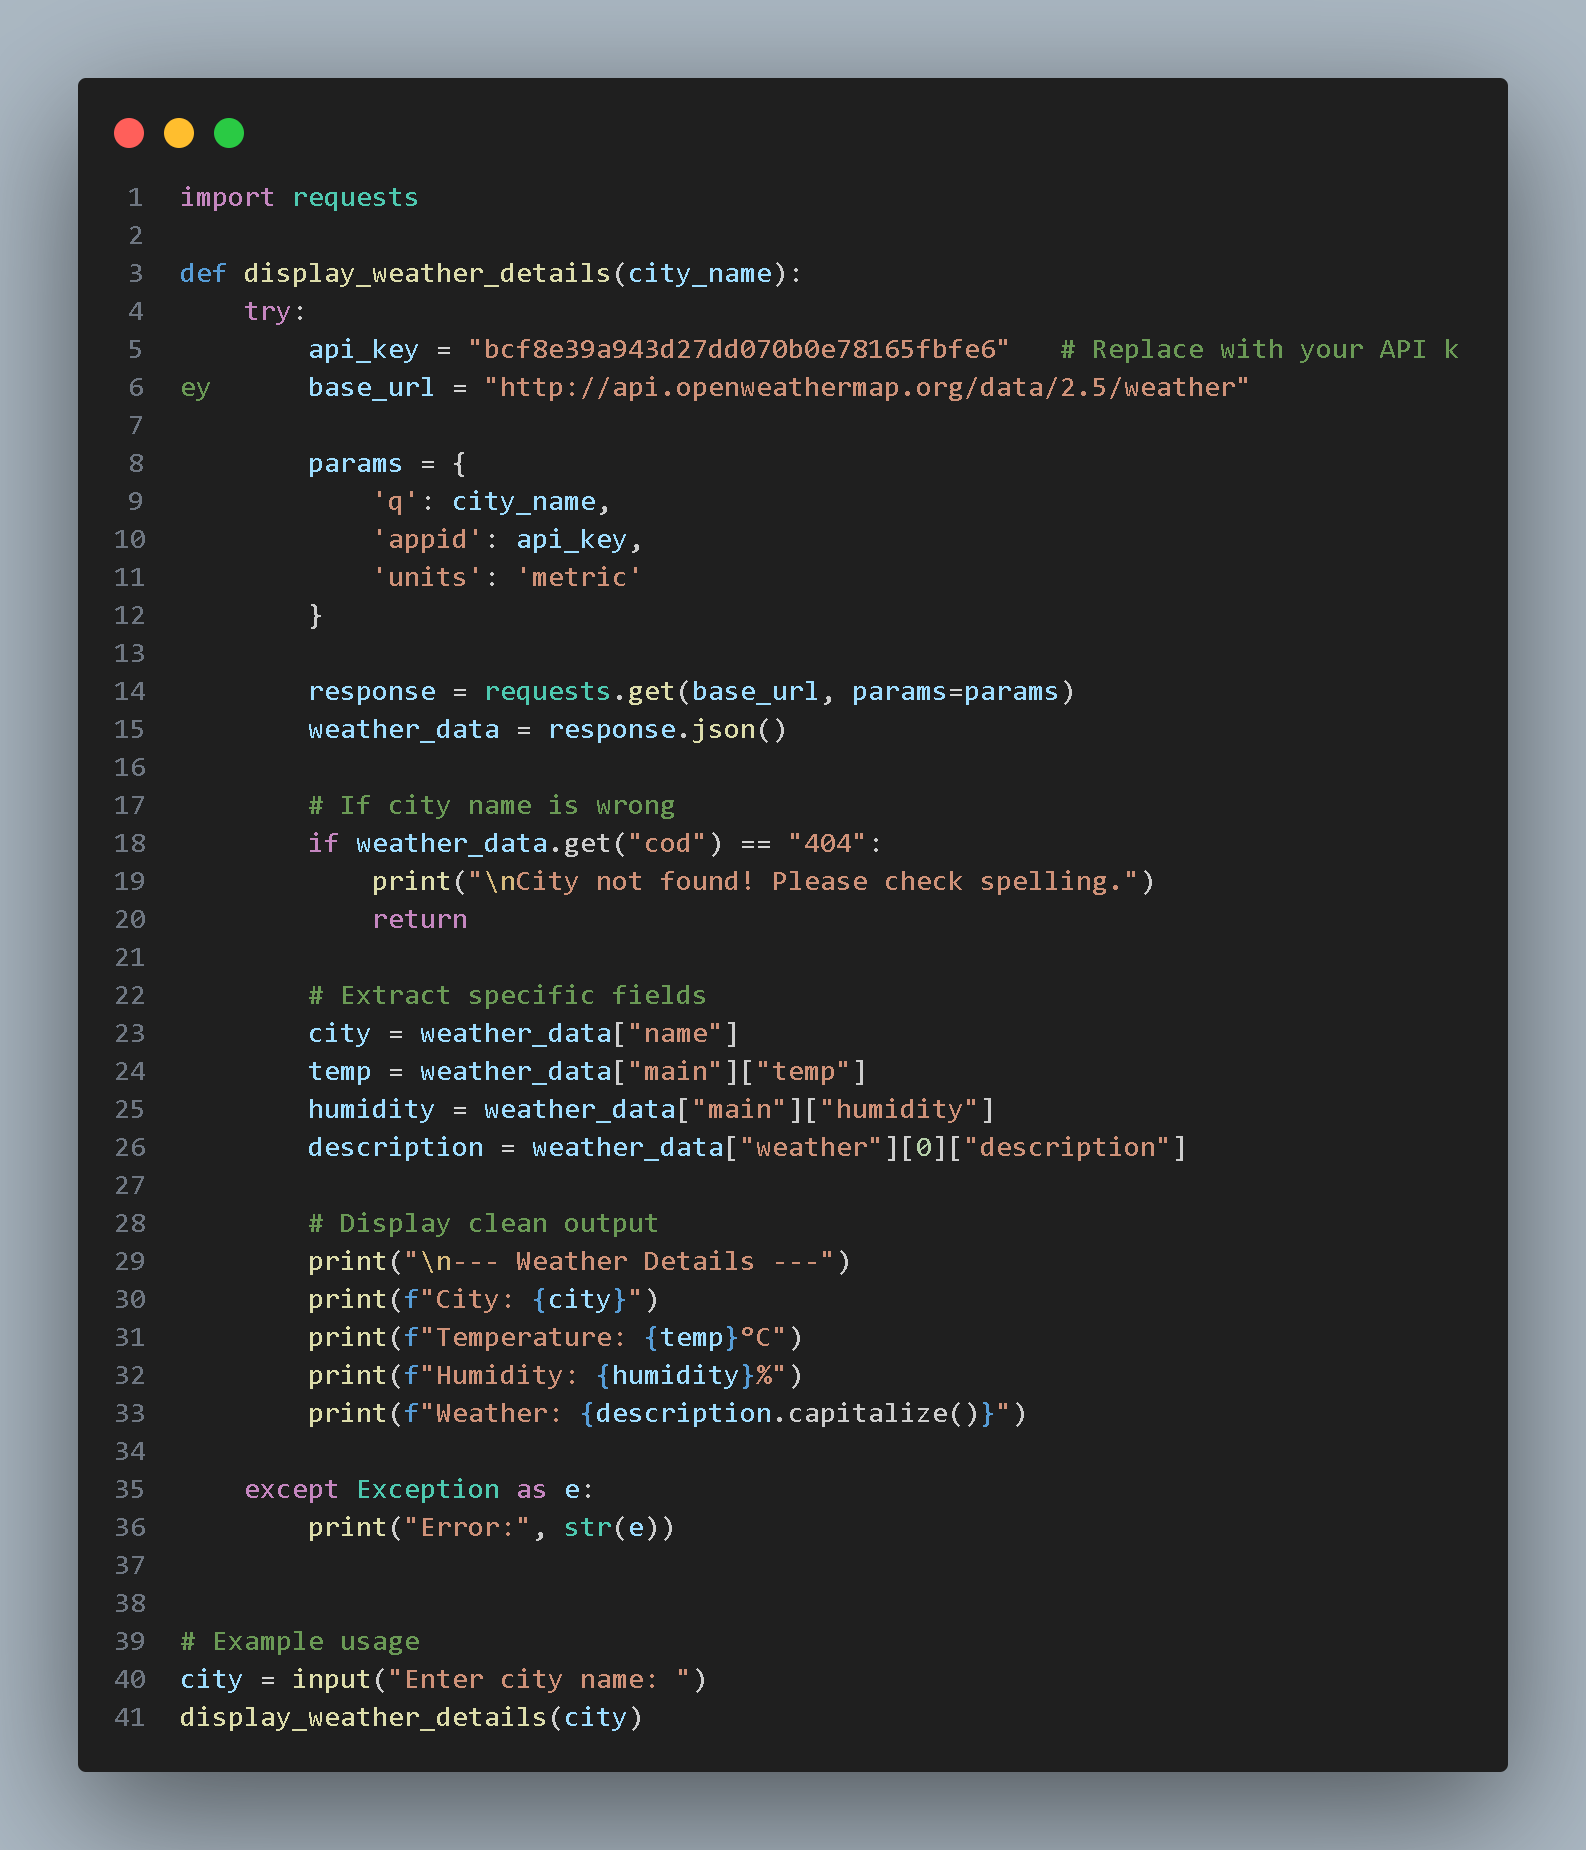 1 import requests
2
3 def display_weather_details(city_name):
4     try:
5         api_key = "bcf8e39a943d27dd070b0e78165fbfe6"   # Replace with your API k
6 ey      base_url = "http://api.openweathermap.org/data/2.5/weather"
7
8         params = {
9             'q': city_name,
10             'appid': api_key,
11             'units': 'metric'
12         }
13
14         response = requests.get(base_url, params=params)
15         weather_data = response.json()
16
17         # If city name is wrong
18         if weather_data.get("cod") == "404":
19             print("\nCity not found! Please check spelling.")
20             return
21
22         # Extract specific fields
23         city = weather_data["name"]
24         temp = weather_data["main"]["temp"]
25         humidity = weather_data["main"]["humidity"]
26         description = weather_data["weather"][0]["description"]
27
28         # Display clean output
29         print("\n--- Weather Details ---")
30         print(f"City: {city}")
31         print(f"Temperature: {temp}°C")
32         print(f"Humidity: {humidity}%")
33         print(f"Weather: {description.capitalize()}")
34
35     except Exception as e:
36         print("Error:", str(e))
37
38
39 # Example usage
40 city = input("Enter city name: ")
41 display_weather_details(city)